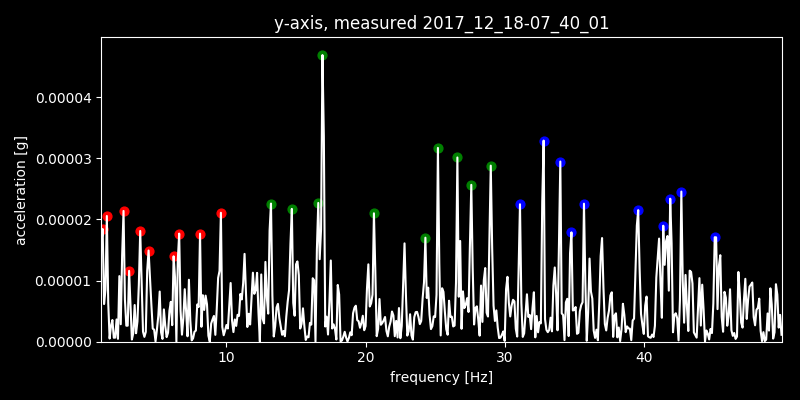 y-axis, measured 2017_12_18-07_40_01
acceleration [g]
0.00004
0.00003
0.00002
0.00001
0.00000
10 20 30 40
frequency [Hz]